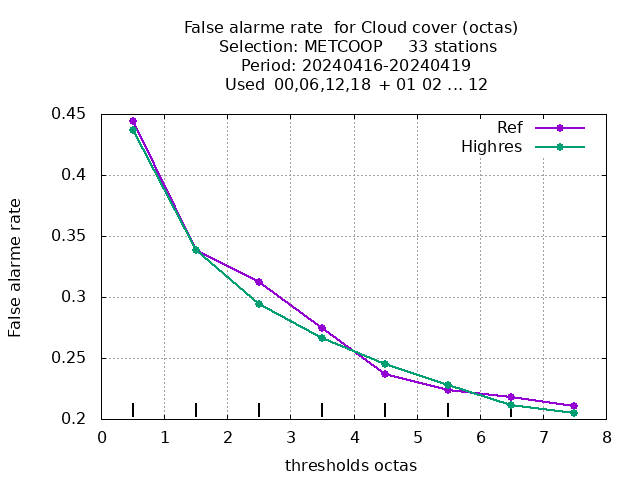 False alarme rate for Cloud cover (octas)
Selection: METCOOP 33 stations
Period: 20240416-20240419
Used 00,06,12,18 + 01 02 ... 12
0.45
0.4
0.35
0.3
0.25
0.2
False alarme rate
Ref
Highres
0 1 2 3 4 5 6 7 8
thresholds octas